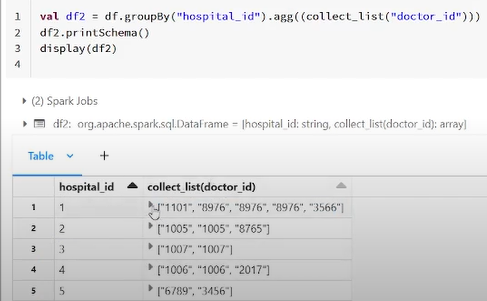 1 val df2 = df.groupBy("hospital_id").agg((collect_list("doctor_id")))
2 df2.printSchema()
3 display(df2)
4
(2) Spark Jobs
df2: org.apache.spark.sql.DataFrame = [hospital_id: string, collect_list(doctor_id): array]
Table +
hospital_id collect_list(doctor_id)
1 1 ["1101", "8976", "8976", "8976", "3566"]
2 2 ["1005", "1005", "8765"]
3 3 ["1007", "1007"]
4 4 ["1006", "1006", "2017"]
5 5 ["6789", "3456"]